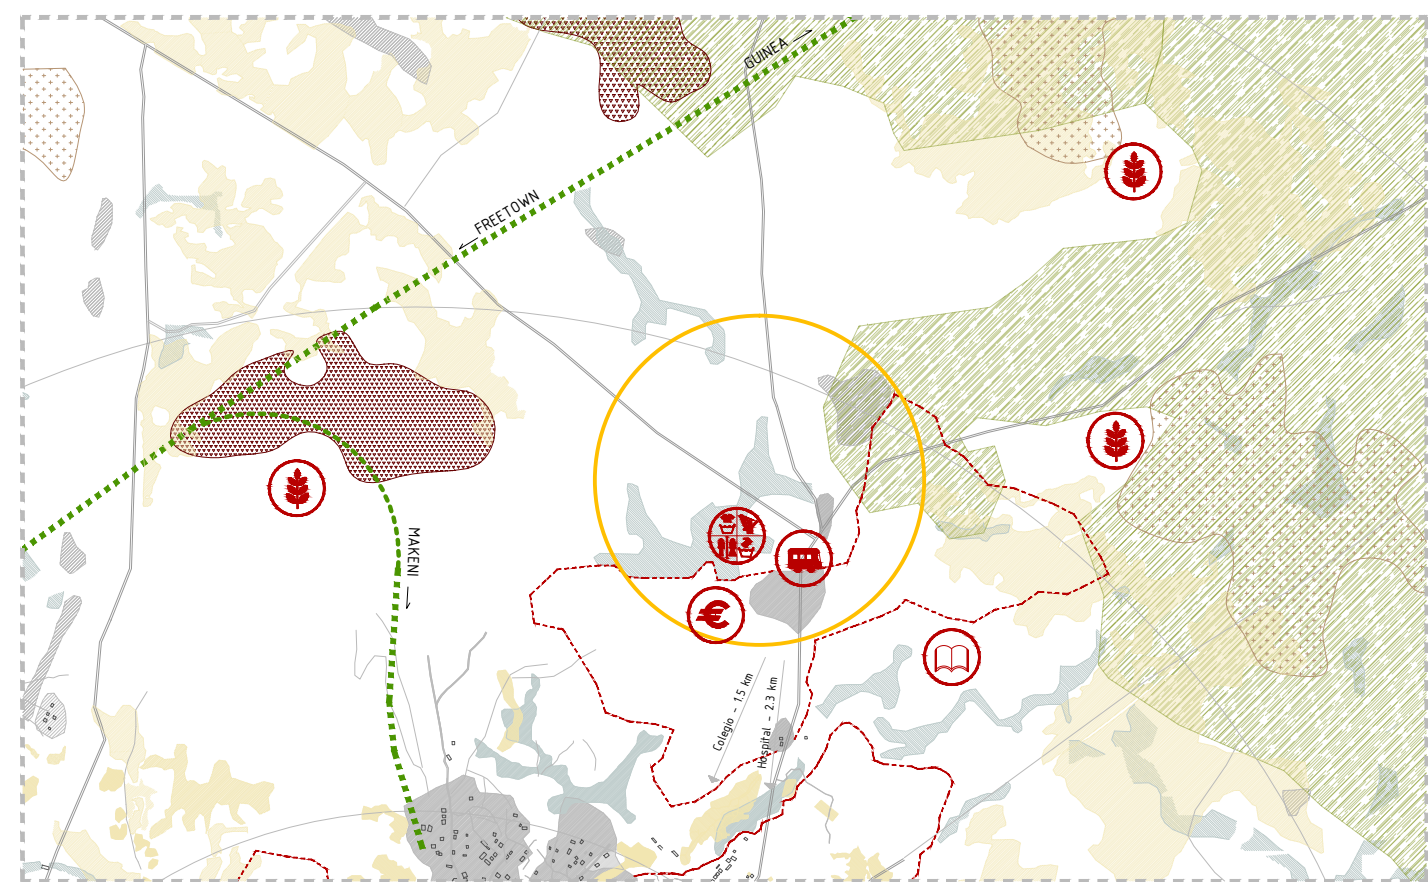 GUINEA
FREETOWN
MAKENI
Colegio - 1.5 km
Hospital - 2.3 km
€